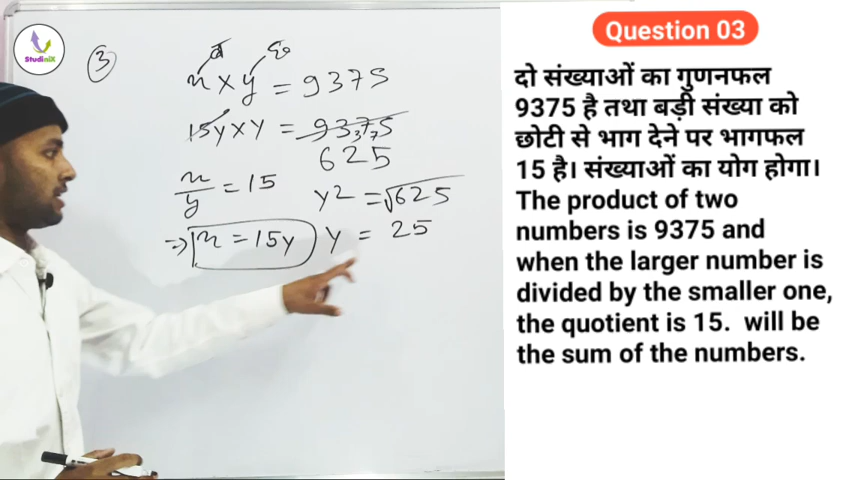 StudiniX
3
x × y = 9375
15y × y = 9375
625
x/y = 15
y2 = √625
⇒ x = 15y
y = 25
Question 03
दो संख्याओं का गुणनफल
9375 है तथा बड़ी संख्या को
छोटी से भाग देने पर भागफल
15 है। संख्याओं का योग होगा।
The product of two
numbers is 9375 and
when the larger number is
divided by the smaller one,
the quotient is 15. will be
the sum of the numbers.